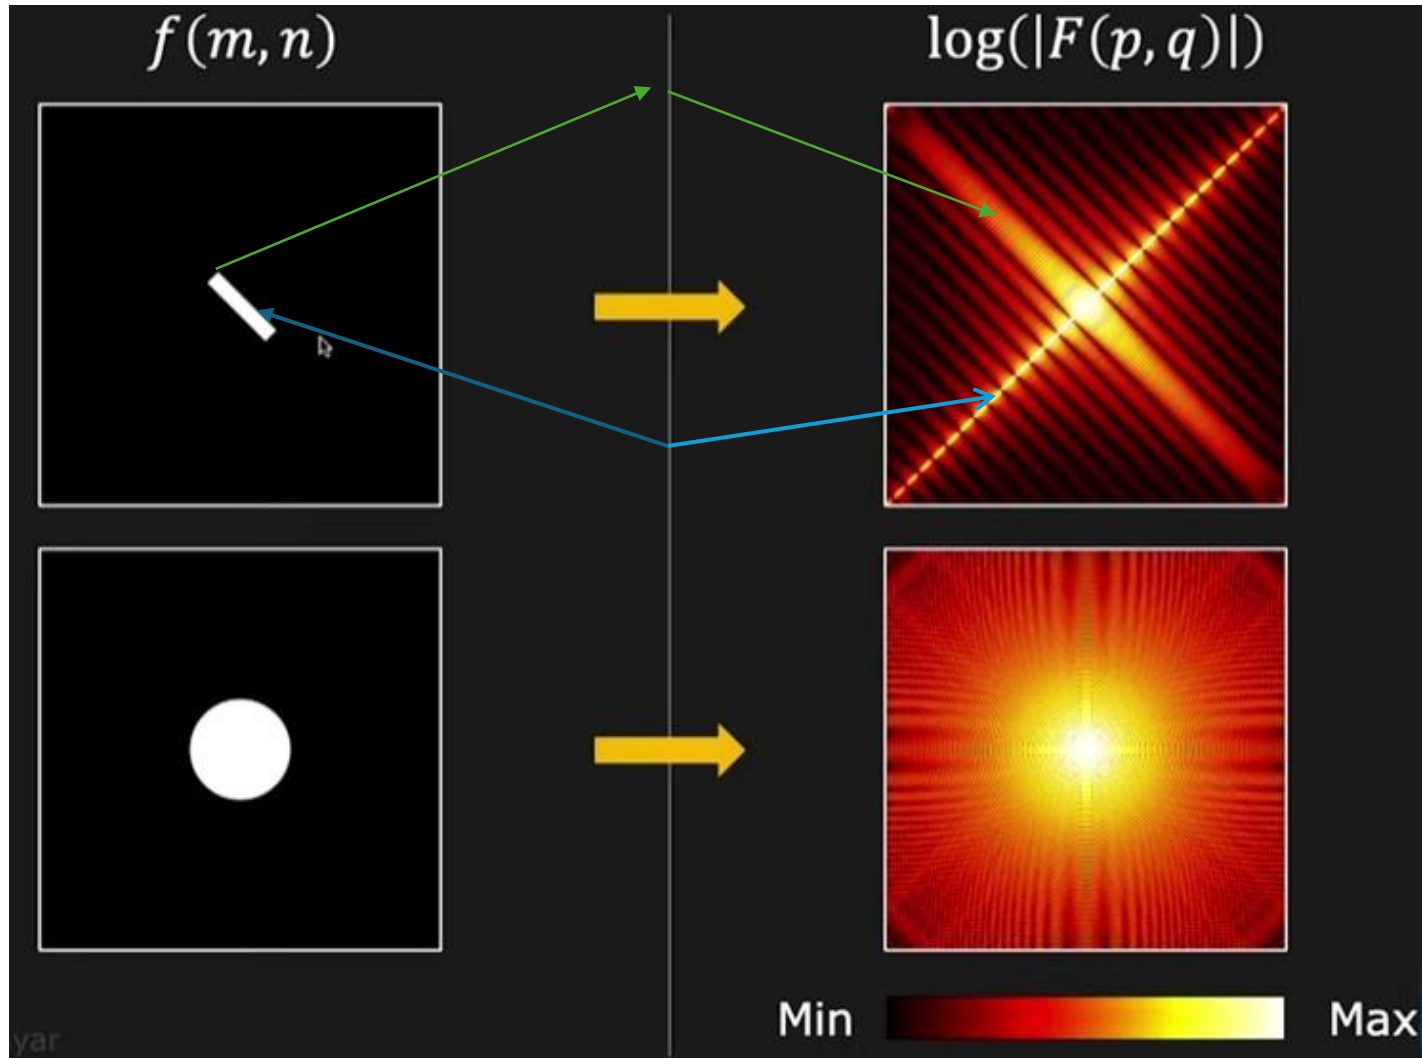 f(m, n)
log(|F(p, q)|)
Min
Max
yar